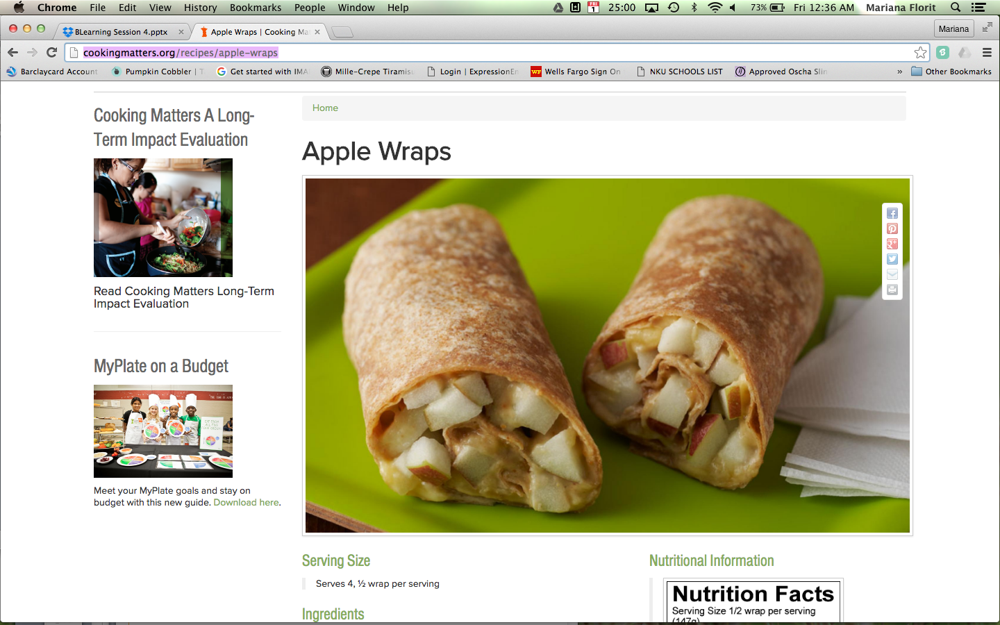 Chrome File Edit View History Bookmarks People Window Help FRI 1 25:00 73% Fri 12:36 AM Mariana Florit
BLearning Session 4.pptx Apple Wraps | Cooking Ma Mariana
cookingmatters.org/recipes/apple-wraps
Barclaycard Account Pumpkin Cobbler | T Get started with IMA Mille-Crepe Tiramisu Login | ExpressionEn WF Wells Fargo Sign On NKU SCHOOLS LIST Approved Oscha Slin » Other Bookmarks
Home
Cooking Matters A Long-
Term Impact Evaluation
Read Cooking Matters Long-Term
Impact Evaluation
MyPlate on a Budget
Meet your MyPlate goals and stay on
budget with this new guide. Download here.
Apple Wraps
Serving Size
Serves 4, ½ wrap per serving
Ingredients
Nutritional Information
Nutrition Facts
Serving Size 1/2 wrap per serving
(147g)